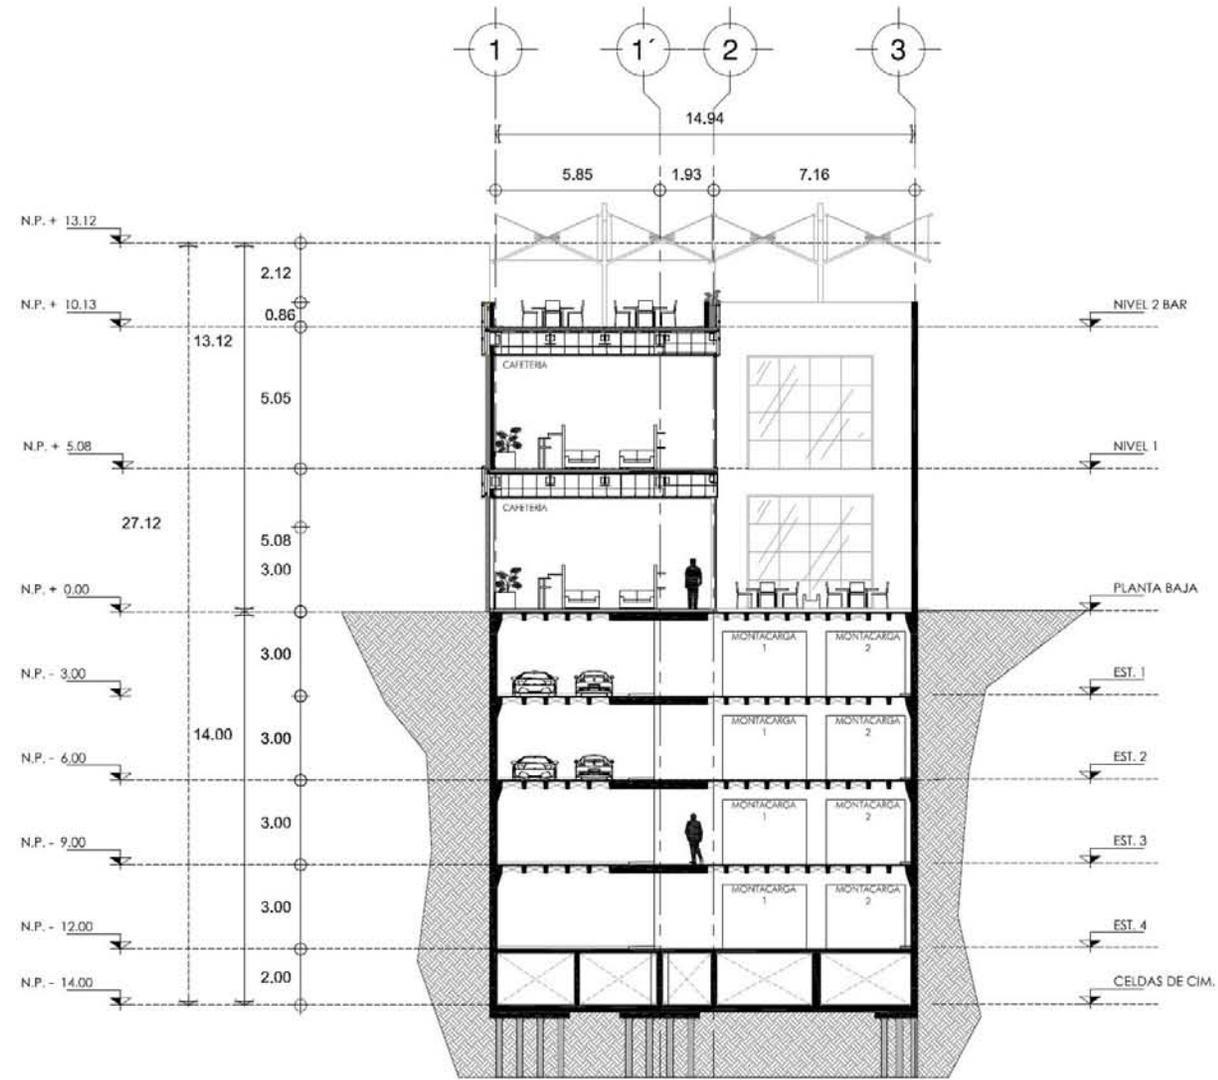 1 1´ 2 3
14.94
5.85 1.93 7.16
N.P. + 13.12
2.12
N.P. + 10.13 0.86 NIVEL 2 BAR
13.12
CAFETERIA
5.05
N.P. + 5.08 NIVEL 1
CAFETERIA
27.12
5.08
3.00
N.P. + 0.00 PLANTA BAJA
MONTACARGA MONTACARGA
1 2
3.00
N.P. - 3.00 EST. 1
MONTACARGA MONTACARGA
1 2
14.00 3.00
N.P. - 6.00 EST. 2
MONTACARGA MONTACARGA
1 2
3.00
N.P. - 9.00 EST. 3
MONTACARGA MONTACARGA
1 2
3.00
N.P. - 12.00 EST. 4
2.00
N.P. - 14.00 CELDAS DE CIM.